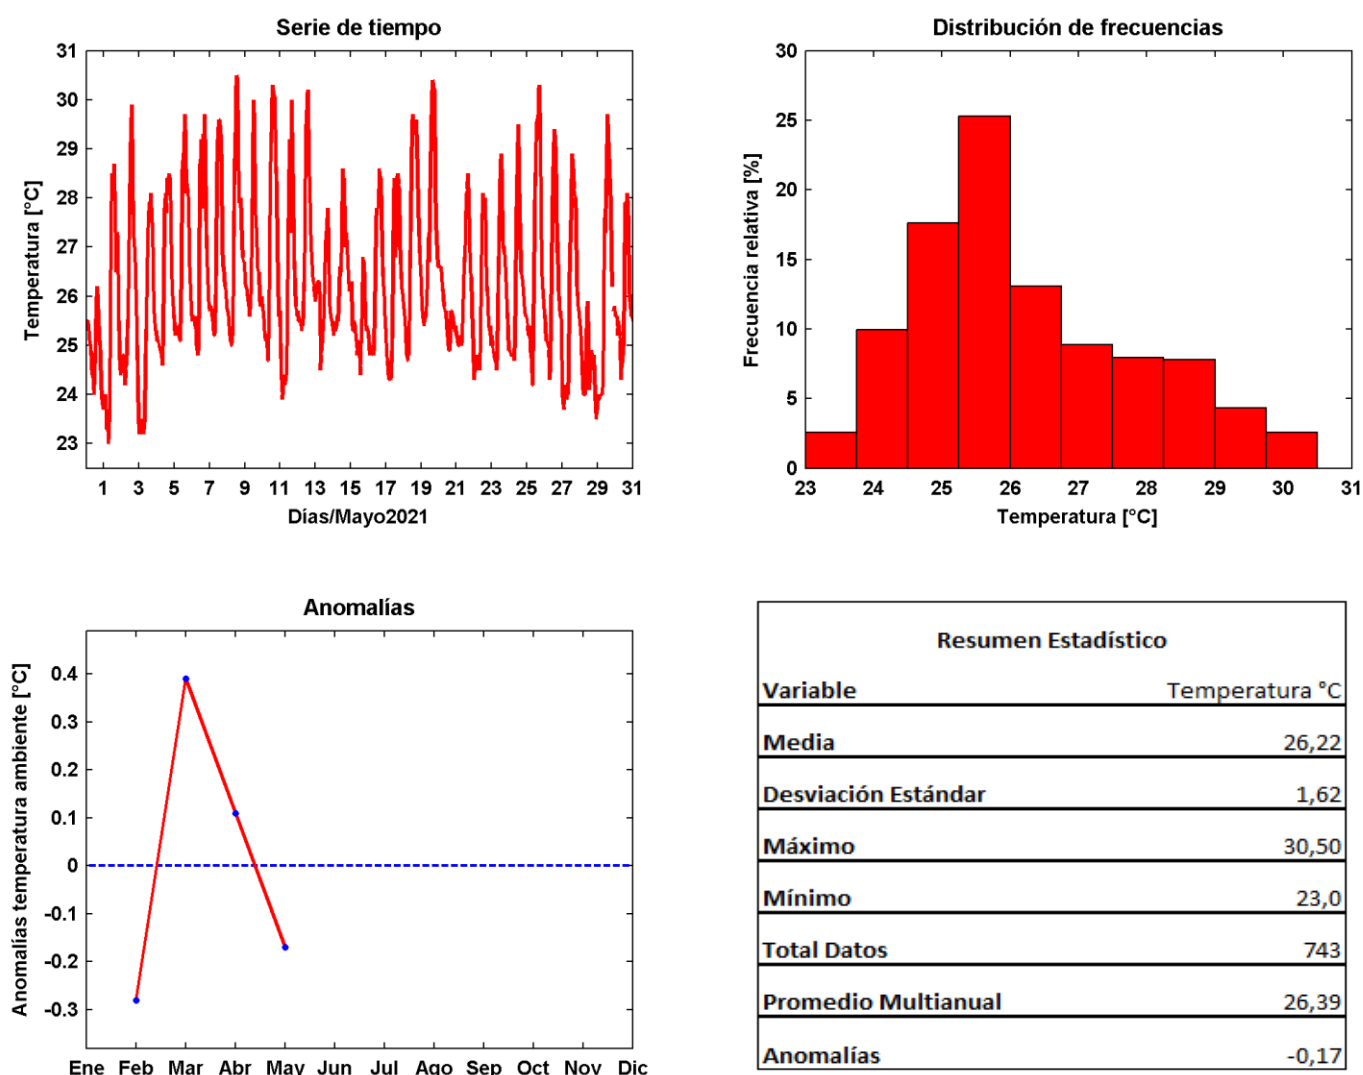 Serie de tiempo
Temperatura [°C]
31
30
29
28
27
26
25
24
23
1 3 5 7 9 11 13 15 17 19 21 23 25 27 29 31
Días/Mayo2021
Distribución de frecuencias
Frecuencia relativa [%]
30
25
20
15
10
5
0
23 24 25 26 27 28 29 30 31
Temperatura [°C]
Anomalías
Anomalías temperatura ambiente [°C]
0.4
0.3
0.2
0.1
0
-0.1
-0.2
-0.3
Ene Feb Mar Abr May Jun Jul Ago Sep Oct Nov Dic
Resumen Estadístico
Variable Temperatura °C
Media 26,22
Desviación Estándar 1,62
Máximo 30,50
Mínimo 23,0
Total Datos 743
Promedio Multianual 26,39
Anomalías -0,17